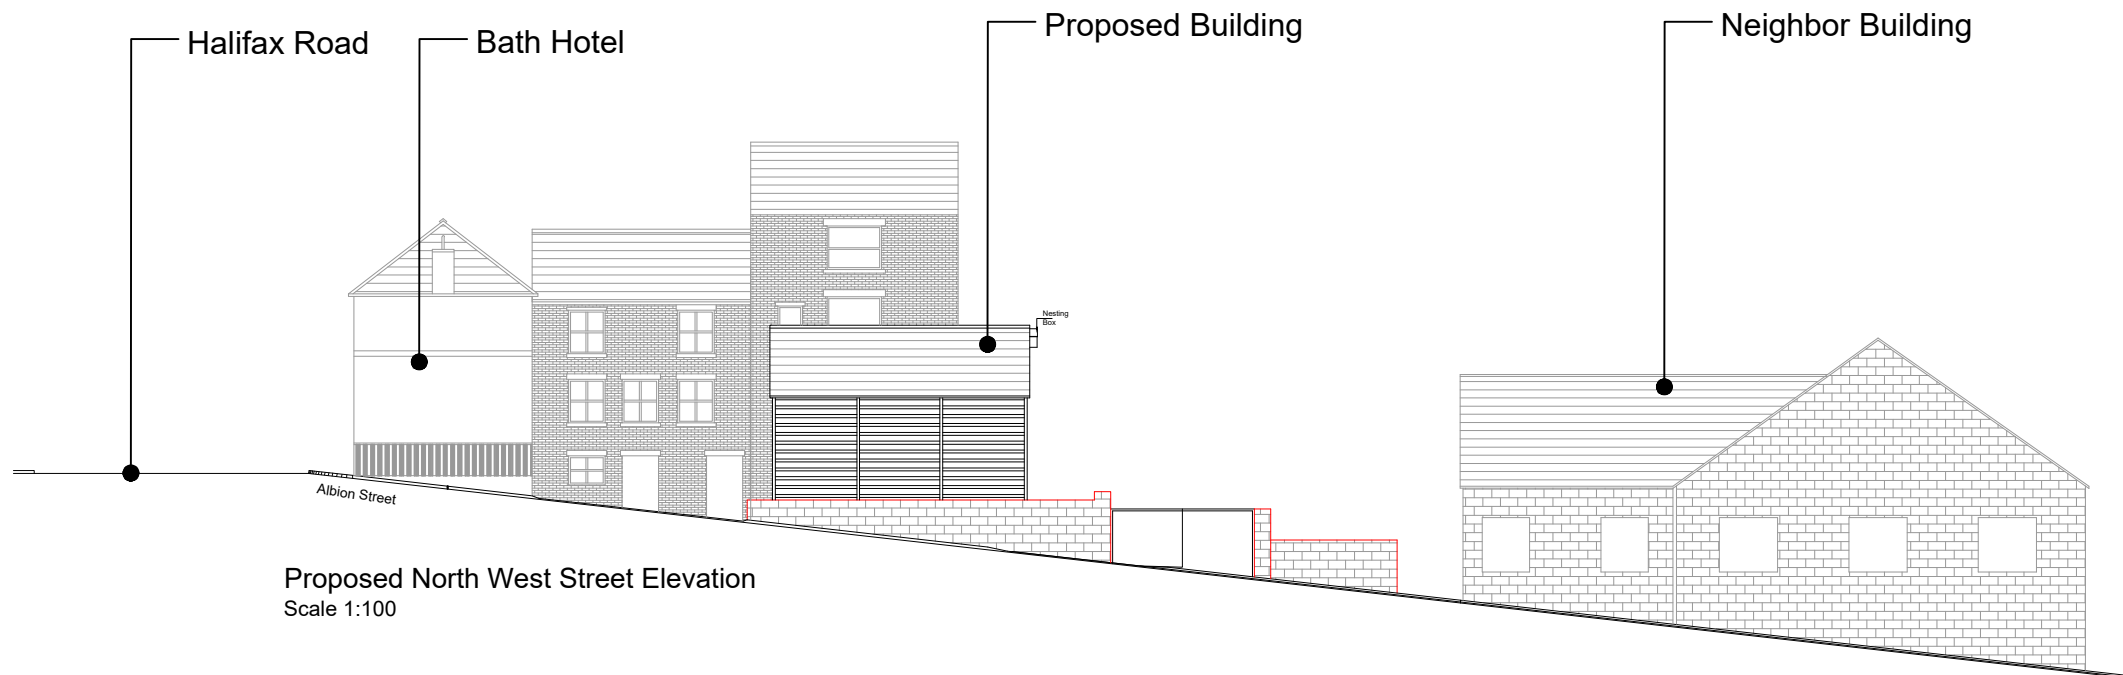 Halifax Road
Bath Hotel
Proposed Building
Neighbor Building
Nesting
Box
Albion Street
Proposed North West Street Elevation
Scale 1:100